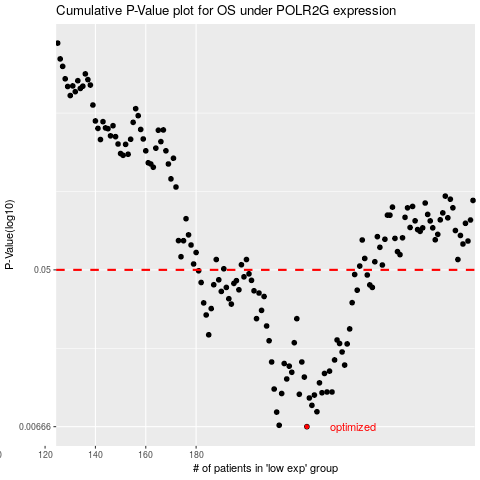 Cumulative P-Value plot for OS under POLR2G expression
P-Value(log10)
0.05
0.00666
optimized
0 120 140 160 180
# of patients in 'low exp' group